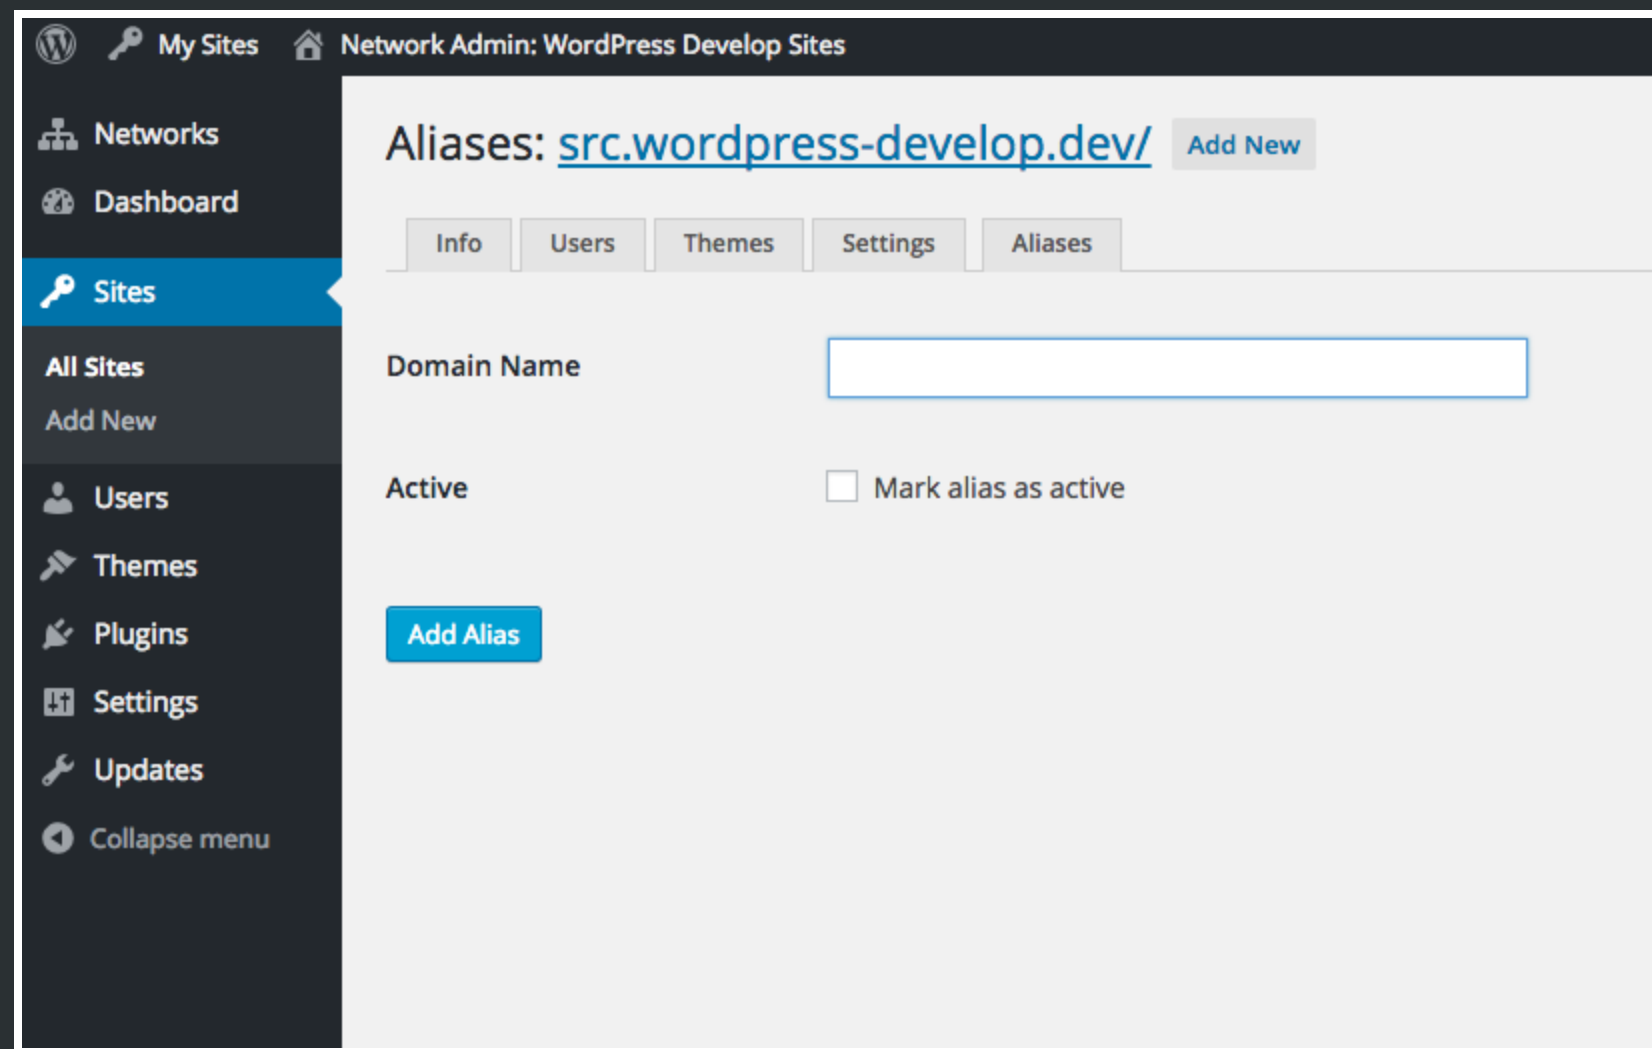 My Sites Network Admin: WordPress Develop Sites
Networks
Dashboard
Sites
All Sites
Add New
Users
Themes
Plugins
Settings
Updates
Collapse menu
Aliases: src.wordpress-develop.dev/ Add New
Info Users Themes Settings Aliases
Domain Name
Active Mark alias as active
Add Alias